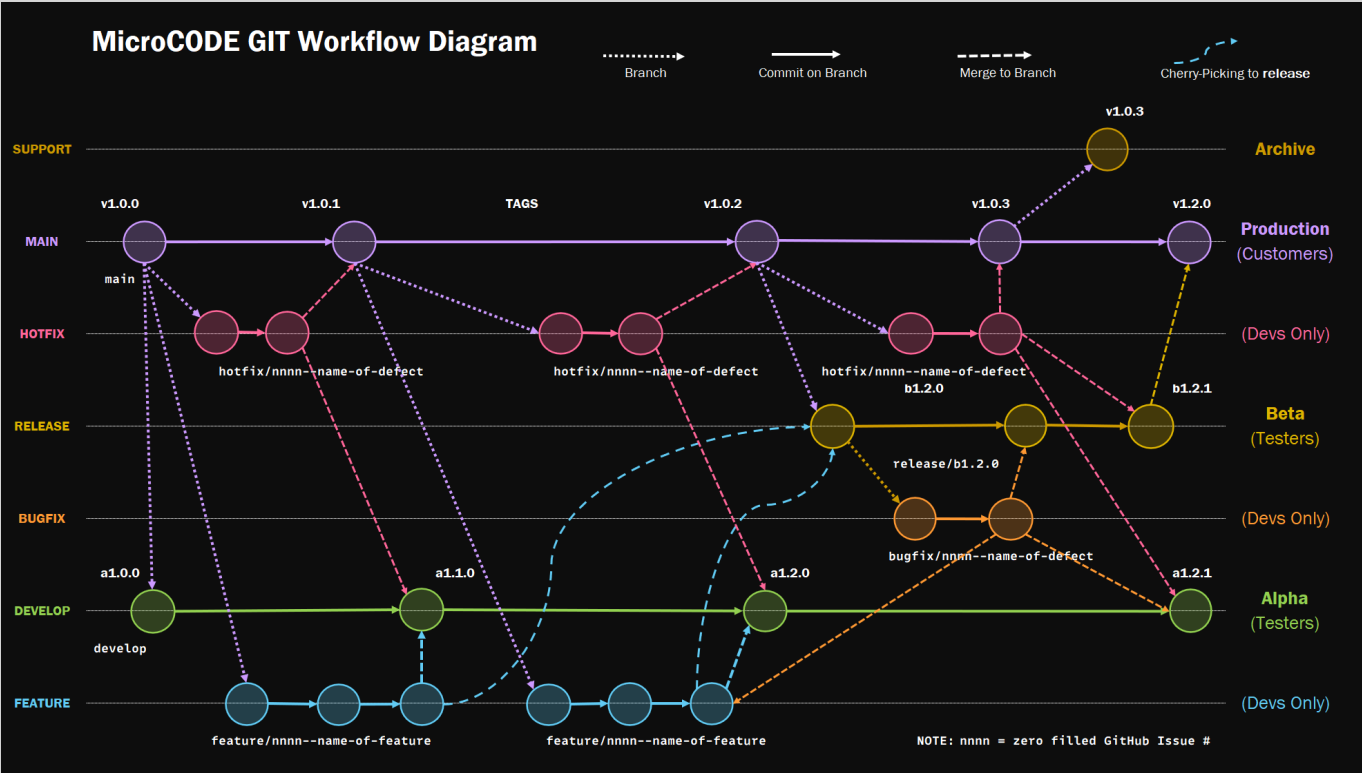 MicroCODE GIT Workflow Diagram
Branch
Commit on Branch
Merge to Branch
Cherry-Picking to release
v1.0.3
SUPPORT
Archive
v1.0.0
v1.0.1
TAGS
v1.0.2
v1.0.3
v1.2.0
MAIN
Production
(Customers)
main
HOTFIX
(Devs Only)
hotfix/nnnn--name-of-defect
hotfix/nnnn--name-of-defect
hotfix/nnnn--name-of-defect
b1.2.0
b1.2.1
RELEASE
Beta
(Testers)
release/b1.2.0
BUGFIX
(Devs Only)
bugfix/nnnn--name-of-defect
a1.0.0
a1.1.0
a1.2.0
a1.2.1
DEVELOP
Alpha
(Testers)
develop
FEATURE
(Devs Only)
feature/nnnn--name-of-feature
feature/nnnn--name-of-feature
NOTE: nnnn = zero filled GitHub Issue #